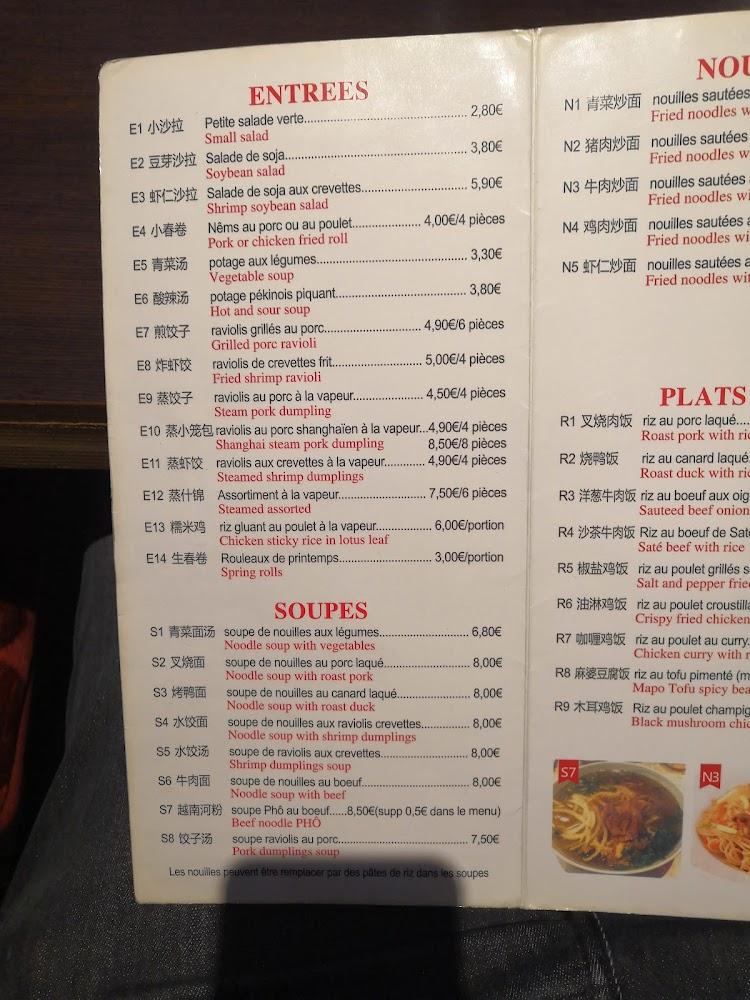 ENTREES
E1 小沙拉 Petite salade verte........ 2,80€
Small salad
E2 豆芽沙拉 Salade de soja........ 3,80€
Soybean salad
E3 虾仁沙拉 Salade de soja aux crevettes........ 5,90€
Shrimp soybean salad
E4 小春卷 Nêms au porc ou au poulet........ 4,00€/4 pièces
Pork or chicken fried roll
E5 青菜汤 potage aux légumes........ 3,30€
Vegetable soup
E6 酸辣汤 potage pékinois piquant........ 3,80€
Hot and sour soup
E7 煎饺子 raviolis grillés au porc........ 4,90€/6 pièces
Grilled porc ravioli
E8 炸虾饺 raviolis de crevettes frit........ 5,00€/4 pièces
Fried shrimp ravioli
E9 蒸饺子 raviolis au porc à la vapeur........ 4,50€/4 pièces
Steam pork dumpling
E10 蒸小笼包 raviolis au porc shanghaïen à la vapeur...4,90€/4 pièces
Shanghai steam pork dumpling 8,50€/8 pièces
E11 蒸虾饺 raviolis aux crevettes à la vapeur........ 4,90€/4 pièces
Steamed shrimp dumplings
E12 蒸什锦 Assortiment à la vapeur........ 7,50€/6 pièces
Steamed assorted
E13 糯米鸡 riz gluant au poulet à la vapeur........ 6,00€/portion
Chicken sticky rice in lotus leaf
E14 生春卷 Rouleaux de printemps........ 3,00€/portion
Spring rolls
SOUPES
S1 青菜面汤 soupe de nouilles aux légumes........ 6,80€
Noodle soup with vegetables
S2 叉烧面 soupe de nouilles au porc laqué........ 8,00€
Noodle soup with roast pork
S3 烤鸭面 soupe de nouilles au canard laqué........ 8,00€
Noodle soup with roast duck
S4 水饺面 soupe de nouilles aux raviolis crevettes........ 8,00€
Noodle soup with shrimp dumplings
S5 水饺汤 soupe de raviolis aux crevettes........ 8,00€
Shrimp dumplings soup
S6 牛肉面 soupe de nouilles au boeuf........ 8,00€
Noodle soup with beef
S7 越南河粉 soupe Phô au boeuf......8,50€(supp 0,5€ dans le menu)
Beef noodle PHÔ
S8 饺子汤 soupe raviolis au porc........ 7,50€
Pork dumplings soup
Les nouilles peuvent être remplacer par des pâtes de riz dans les soupes
NOU
N1 青菜炒面 nouilles sautées
Fried noodles wi
N2 猪肉炒面 nouilles sautées
Fried noodles wi
N3 牛肉炒面 nouilles sautées
Fried noodles wi
N4 鸡肉炒面 nouilles sautées a
Fried noodles wi
N5 虾仁炒面 nouilles sautées a
Fried noodles wit
PLATS
R1 叉烧肉饭 riz au porc laqué....
Roast pork with ric
R2 烧鸭饭 riz au canard laqué
Roast duck with ric
R3 洋葱牛肉饭 riz au boeuf aux oig
Sauteed beef onion
R4 沙茶牛肉饭 Riz au boeuf de Saté
Saté beef with rice
R5 椒盐鸡饭 riz au poulet grillés s
Salt and pepper frie
R6 油淋鸡饭 riz au poulet croustilla
Crispy fried chicken
R7 咖喱鸡饭 riz au poulet au curry.
Chicken curry with r
R8 麻婆豆腐饭 riz au tofu pimenté (m
Mapo Tofu spicy bea
R9 木耳鸡饭 Riz au poulet champig
Black mushroom chic
S7
N3